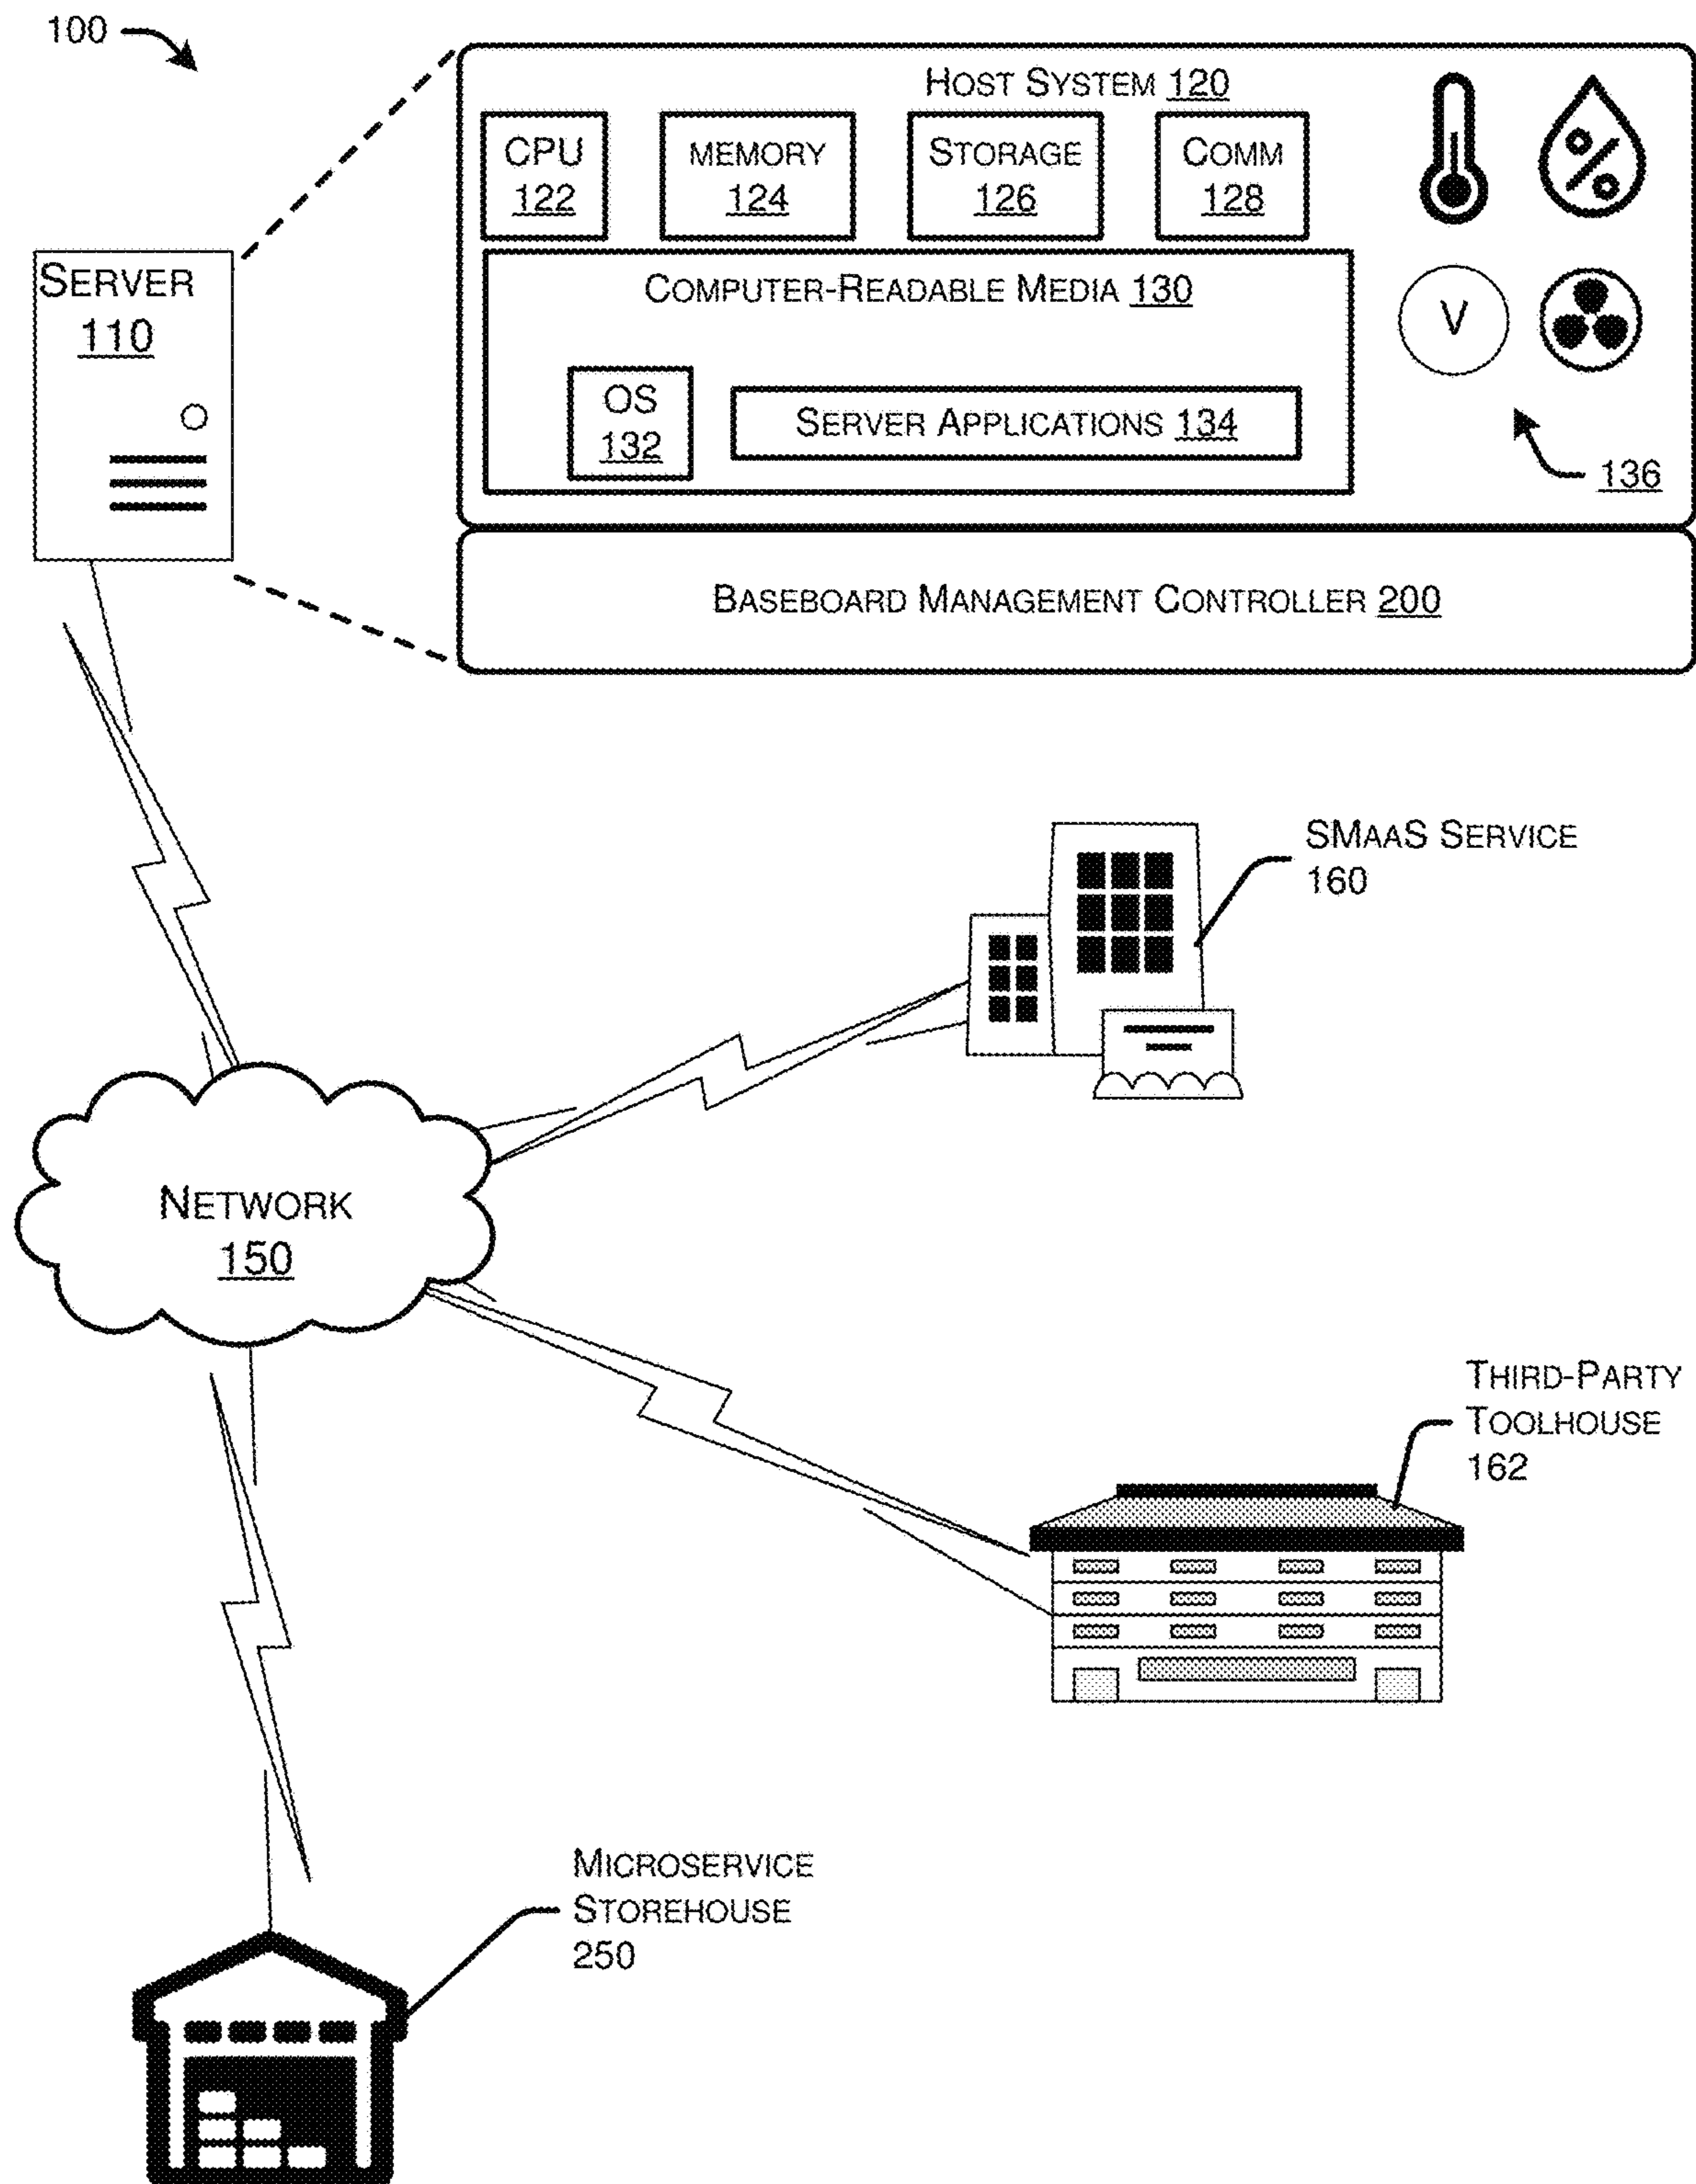 100
HOST SYSTEM 120
CPU
122
MEMORY
124
STORAGE
126
COMM
128
SERVER
110
COMPUTER-READABLE MEDIA 130
V
OS
132
SERVER APPLICATIONS 134
136
BASEBOARD MANAGEMENT CONTROLLER 200
SMAAS SERVICE
160
NETWORK
150
THIRD-PARTY
TOOLHOUSE
162
MICROSERVICE
STOREHOUSE
250